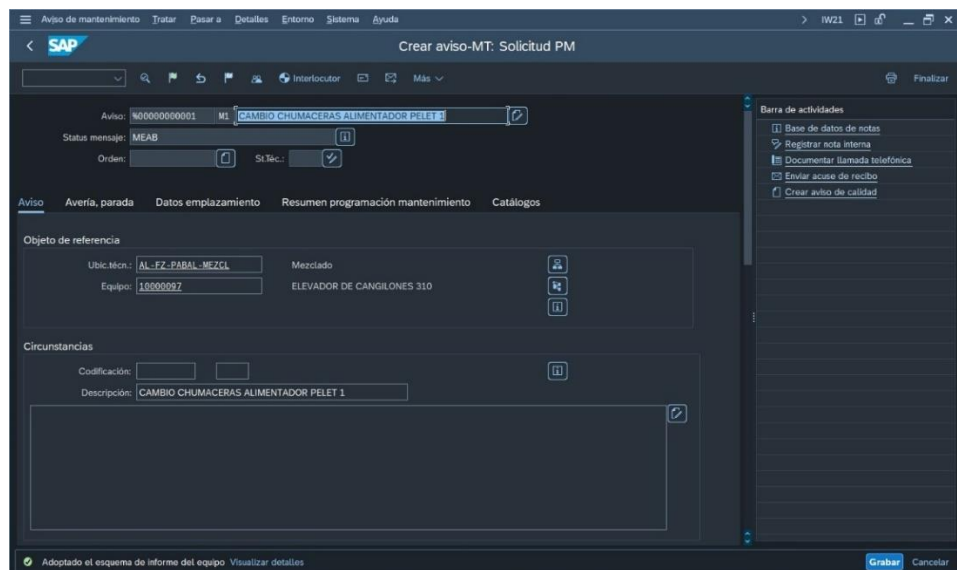 Aviso de mantenimiento Tratar Pasar a Detalles Entorno Sistema Ayuda IW21
SAP Crear aviso-MT: Solicitud PM
Interlocutor Más Finalizar
Aviso: %00000000001 M1 CAMBIO CHUMACERAS ALIMENTADOR PELET 1
Status mensaje: MEAB
Orden: St.Téc.:
Aviso Avería, parada Datos emplazamiento Resumen programación mantenimiento Catálogos
Objeto de referencia
Ubic.técn.: AL-FZ-PABAL-MEZCL Mezclado
Equipo: 10000097 ELEVADOR DE CANGILONES 310
Circunstancias
Codificación:
Descripción: CAMBIO CHUMACERAS ALIMENTADOR PELET 1
Barra de actividades
Base de datos de notas
Registrar nota interna
Documentar llamada telefónica
Enviar acuse de recibo
Crear aviso de calidad
Adoptado el esquema de informe del equipo Visualizar detalles Grabar Cancelar